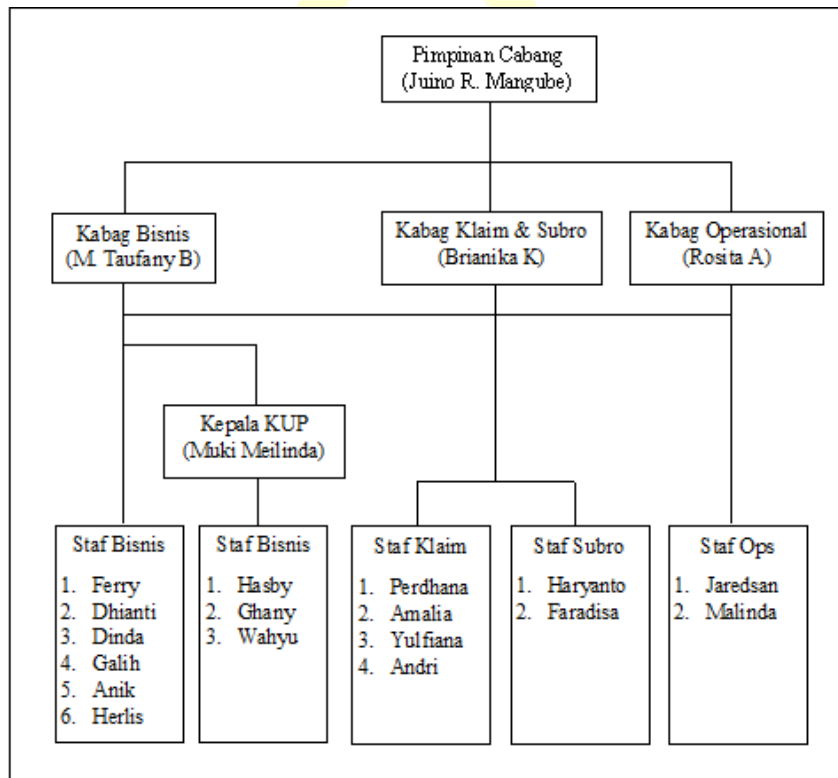 Pimpinan Cabang
(Juino R. Mangube)
Kabag Bisnis
(M. Taufany B)
Kabag Klaim & Subro
(Brianika K)
Kabag Operasional
(Rosita A)
Kepala KUP
(Muki Meilinda)
Staf Bisnis
1. Ferry
2. Dhianti
3. Dinda
4. Galih
5. Anik
6. Herlis
Staf Bisnis
1. Hasby
2. Ghany
3. Wahyu
Staf Klaim
1. Perdhana
2. Amalia
3. Yulfiana
4. Andri
Staf Subro
1. Haryanto
2. Faradisa
Staf Ops
1. Jaredsan
2. Malinda